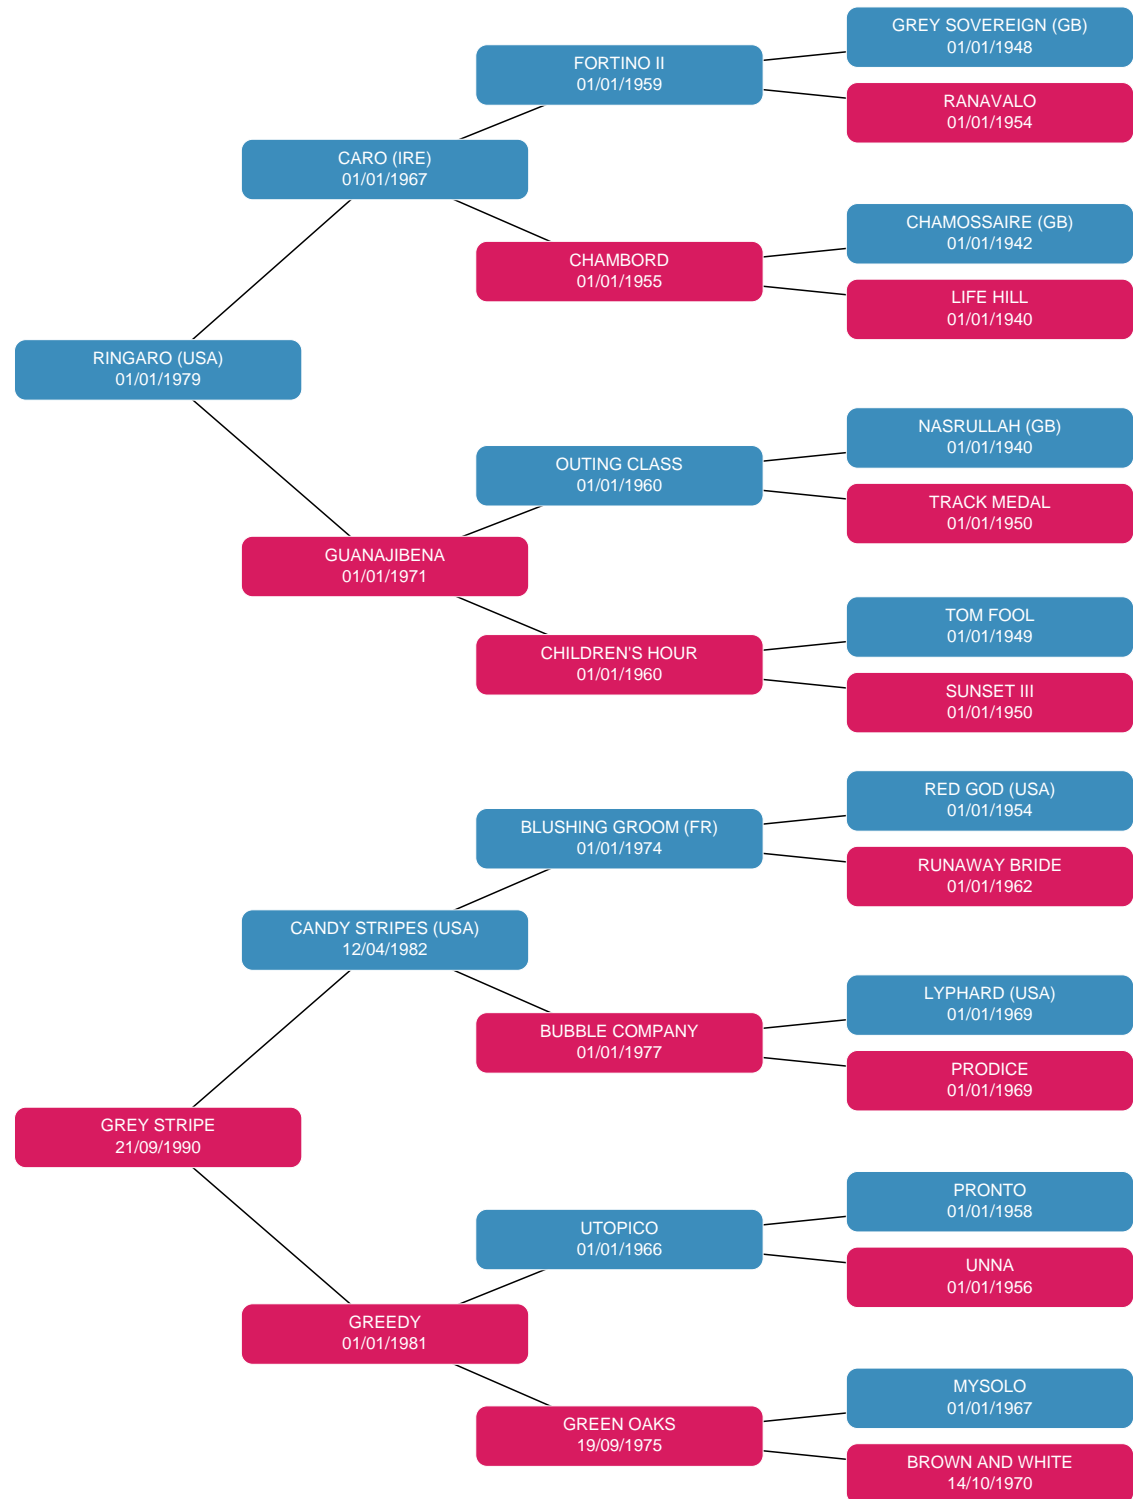 GREY SOVEREIGN (GB)
01/01/1948
FORTINO II
01/01/1959
RANAVALO
01/01/1954
CARO (IRE)
01/01/1967
CHAMOSSAIRE (GB)
01/01/1942
CHAMBORD
01/01/1955
LIFE HILL
01/01/1940
RINGARO (USA)
01/01/1979
NASRULLAH (GB)
01/01/1940
OUTING CLASS
01/01/1960
TRACK MEDAL
01/01/1950
GUANAJIBENA
01/01/1971
TOM FOOL
01/01/1949
CHILDREN'S HOUR
01/01/1960
SUNSET III
01/01/1950
RED GOD (USA)
01/01/1954
BLUSHING GROOM (FR)
01/01/1974
RUNAWAY BRIDE
01/01/1962
CANDY STRIPES (USA)
12/04/1982
LYPHARD (USA)
01/01/1969
BUBBLE COMPANY
01/01/1977
PRODICE
01/01/1969
GREY STRIPE
21/09/1990
PRONTO
01/01/1958
UTOPICO
01/01/1966
UNNA
01/01/1956
GREEDY
01/01/1981
MYSOLO
01/01/1967
GREEN OAKS
19/09/1975
BROWN AND WHITE
14/10/1970